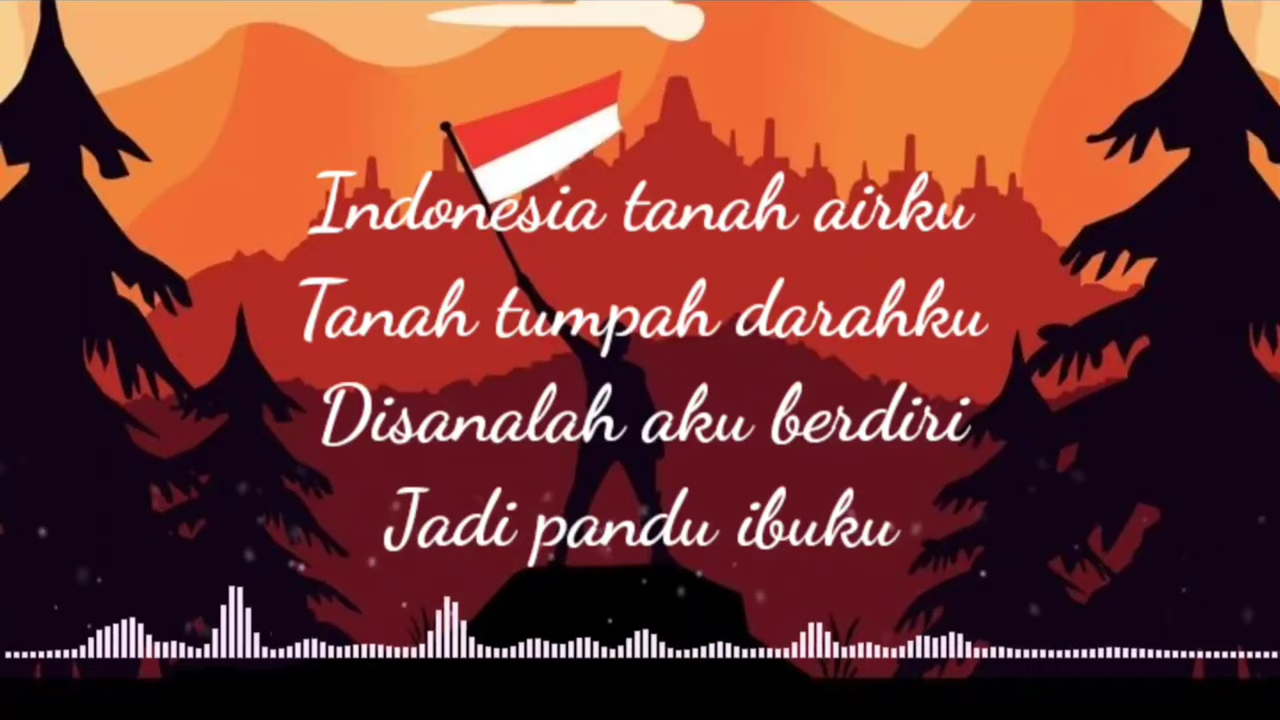 Indonesia tanah airku
Tanah tumpah darahku
Disanalah aku berdiri
Jadi pandu ibuku